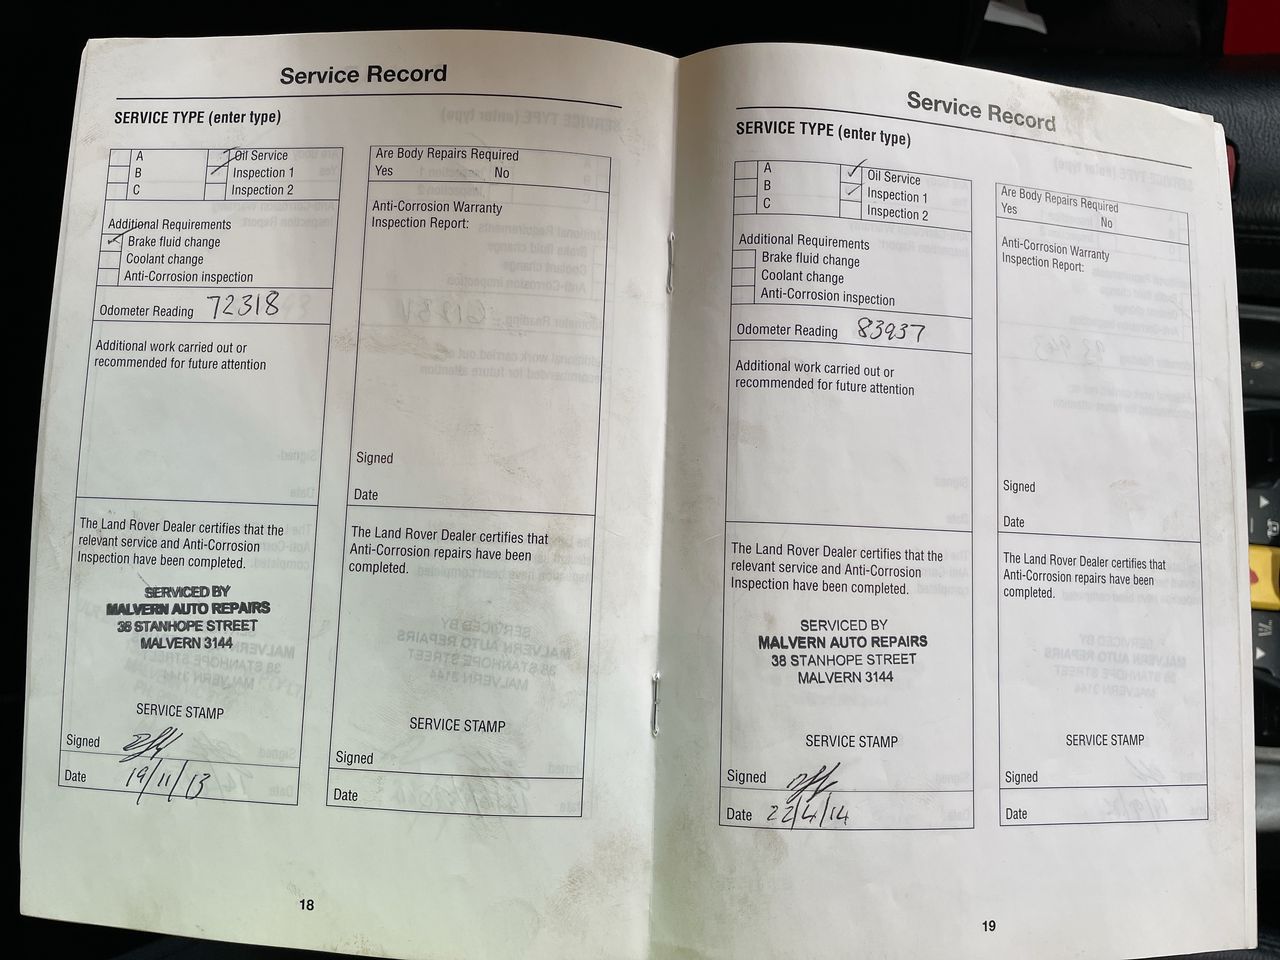 Service Record
SERVICE TYPE (enter type)
A
B
C
Oil Service
Inspection 1
Inspection 2
Additional Requirements
Brake fluid change
Coolant change
Anti-Corrosion inspection
Odometer Reading 72318
Additional work carried out or
recommended for future attention
The Land Rover Dealer certifies that the
relevant service and Anti-Corrosion
Inspection have been completed.
SERVICED BY
MALVERN AUTO REPAIRS
38 STANHOPE STREET
MALVERN 3144
SERVICE STAMP
Signed
Date 19/11/13
Are Body Repairs Required
Yes No
Anti-Corrosion Warranty
Inspection Report:
Signed
Date
The Land Rover Dealer certifies that
Anti-Corrosion repairs have been
completed.
SERVICE STAMP
Signed
Date
18
Service Record
SERVICE TYPE (enter type)
A
B
C
Oil Service
Inspection 1
Inspection 2
Additional Requirements
Brake fluid change
Coolant change
Anti-Corrosion inspection
Odometer Reading 83937
Additional work carried out or
recommended for future attention
The Land Rover Dealer certifies that the
relevant service and Anti-Corrosion
Inspection have been completed.
SERVICED BY
MALVERN AUTO REPAIRS
38 STANHOPE STREET
MALVERN 3144
SERVICE STAMP
Signed
Date 22/4/14
Are Body Repairs Required
Yes No
Anti-Corrosion Warranty
Inspection Report:
Signed
Date
The Land Rover Dealer certifies that
Anti-Corrosion repairs have been
completed.
SERVICE STAMP
Signed
Date
19